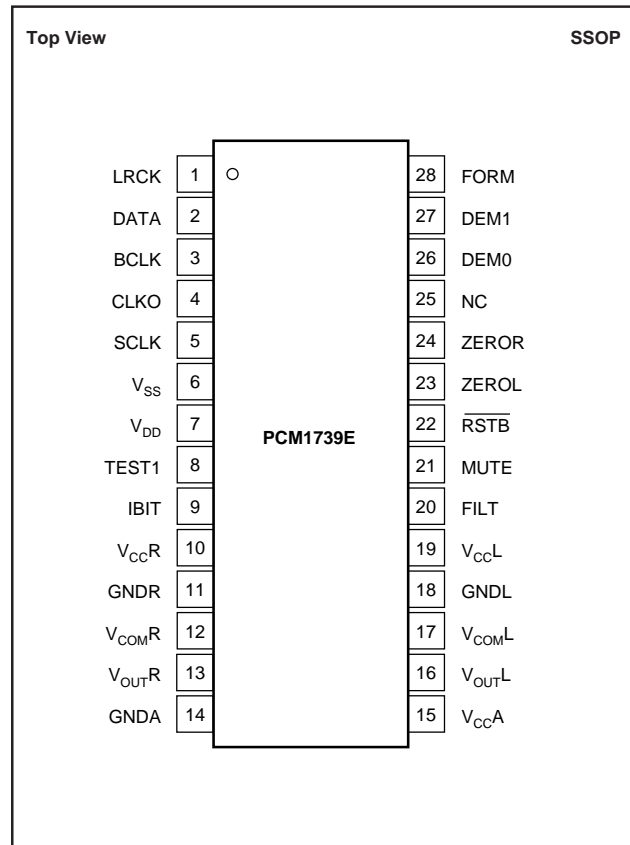 Top View SSOP
LRCK 1 28 FORM
DATA 2 27 DEM1
BCLK 3 26 DEM0
CLKO 4 25 NC
SCLK 5 24 ZEROR
VSS 6 23 ZEROL
VDD 7 22 RSTB
PCM1739E
TEST1 8 21 MUTE
IBIT 9 20 FILT
VCCR 10 19 VCCL
GNDR 11 18 GNDL
VCOMR 12 17 VCOML
VOUTR 13 16 VOUTL
GNDA 14 15 VCCA